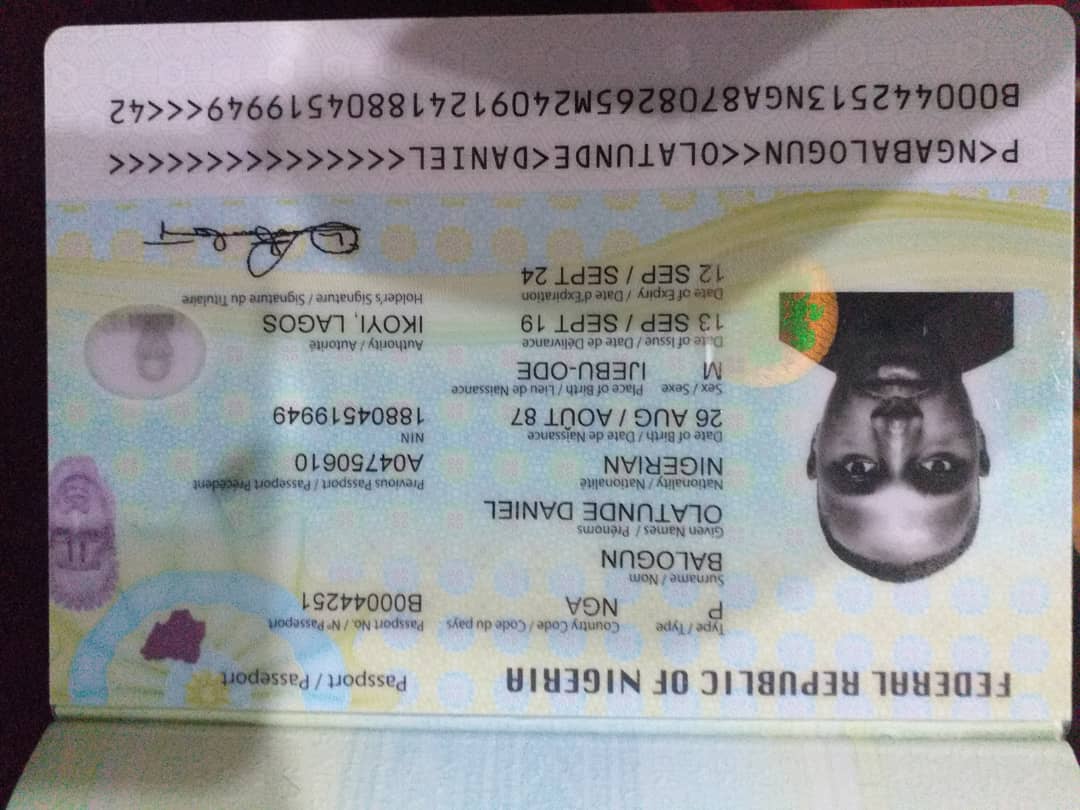 FEDERAL REPUBLIC OF NIGERIA
Passport / Passeport
Type / Type Country Code / Code du pays Passport No. / Nº Passeport
P NGA B00044251
Surname / Nom
BALOGUN
Given Names / Prénoms
OLATUNDE DANIEL
Nationality / Nationalité Previous Passport / Passeport Précédent
NIGERIAN A04750610
Date of Birth / Date de Naissance NIN
26 AUG / AOÛT 87 18804519949
Sex / Sexe Place of Birth / Lieu de Naissance
M IJEBU-ODE
Date of Issue / Date de Délivrance Authority / Autorité
13 SEP / SEPT 19 IKOYI, LAGOS
Date of Expiry / Date d'Expiration Holder's Signature / Signature du Titulaire
12 SEP / SEPT 24
P<NGABALOGUN<<OLATUNDE<DANIEL<<<<<<<<<<<<<<<
B000442513NGA8708265M240912418804519949<<<42